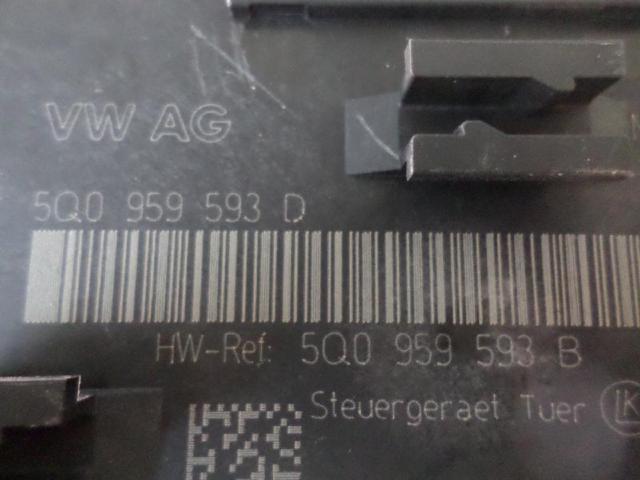 VW AG
5Q0 959 593 D
HW-Ref: 5Q0 959 593 B
Steuergeraet Tuer
LK